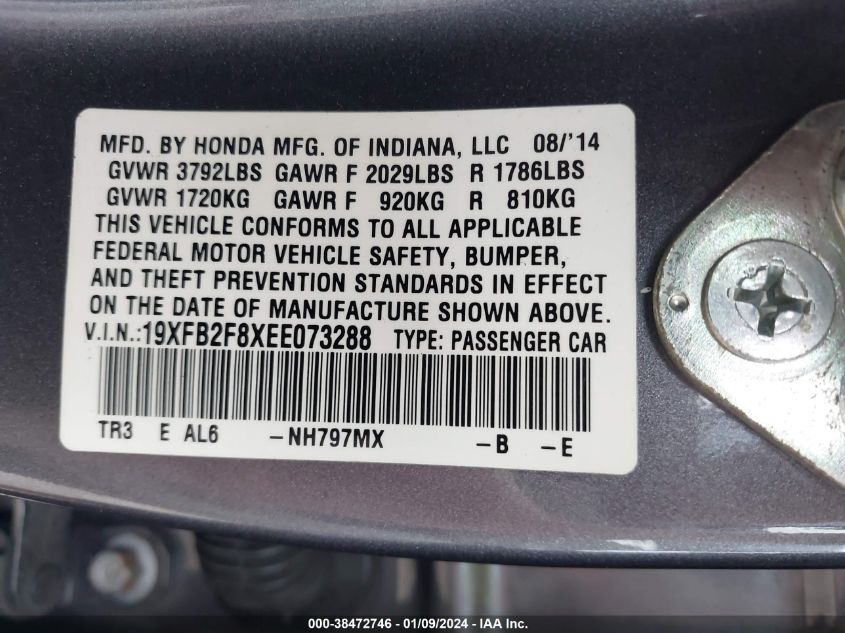 MFD. BY HONDA MFG. OF INDIANA, LLC 08/'14
GVWR 3792LBS GAWR F 2029LBS R 1786LBS
GVWR 1720KG GAWR F 920KG R 810KG
THIS VEHICLE CONFORMS TO ALL APPLICABLE
FEDERAL MOTOR VEHICLE SAFETY, BUMPER,
AND THEFT PREVENTION STANDARDS IN EFFECT
ON THE DATE OF MANUFACTURE SHOWN ABOVE.
V.I.N.:19XFB2F8XEE073288 TYPE: PASSENGER CAR
TR3 E AL6 -NH797MX -B -E
000-38472746 - 01/09/2024 - IAA Inc.